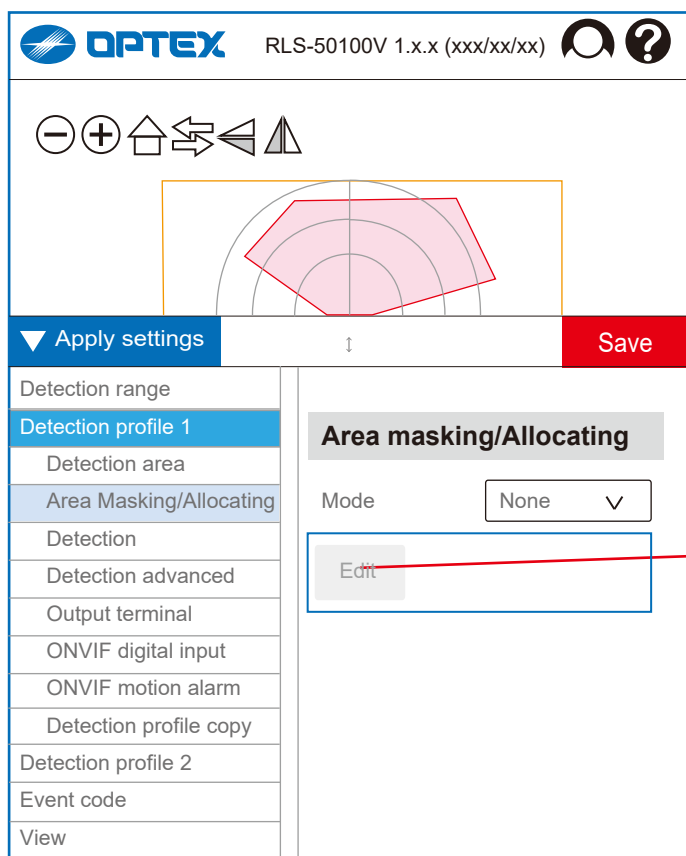 OPTEX RLS-50100V 1.x.x (xxx/xx/xx) ?
Apply settings
Save
Detection range
Detection profile 1
Detection area
Area Masking/Allocating
Detection
Detection advanced
Output terminal
ONVIF digital input
ONVIF motion alarm
Detection profile copy
Detection profile 2
Event code
View
Area masking/Allocating
Mode None
Edit